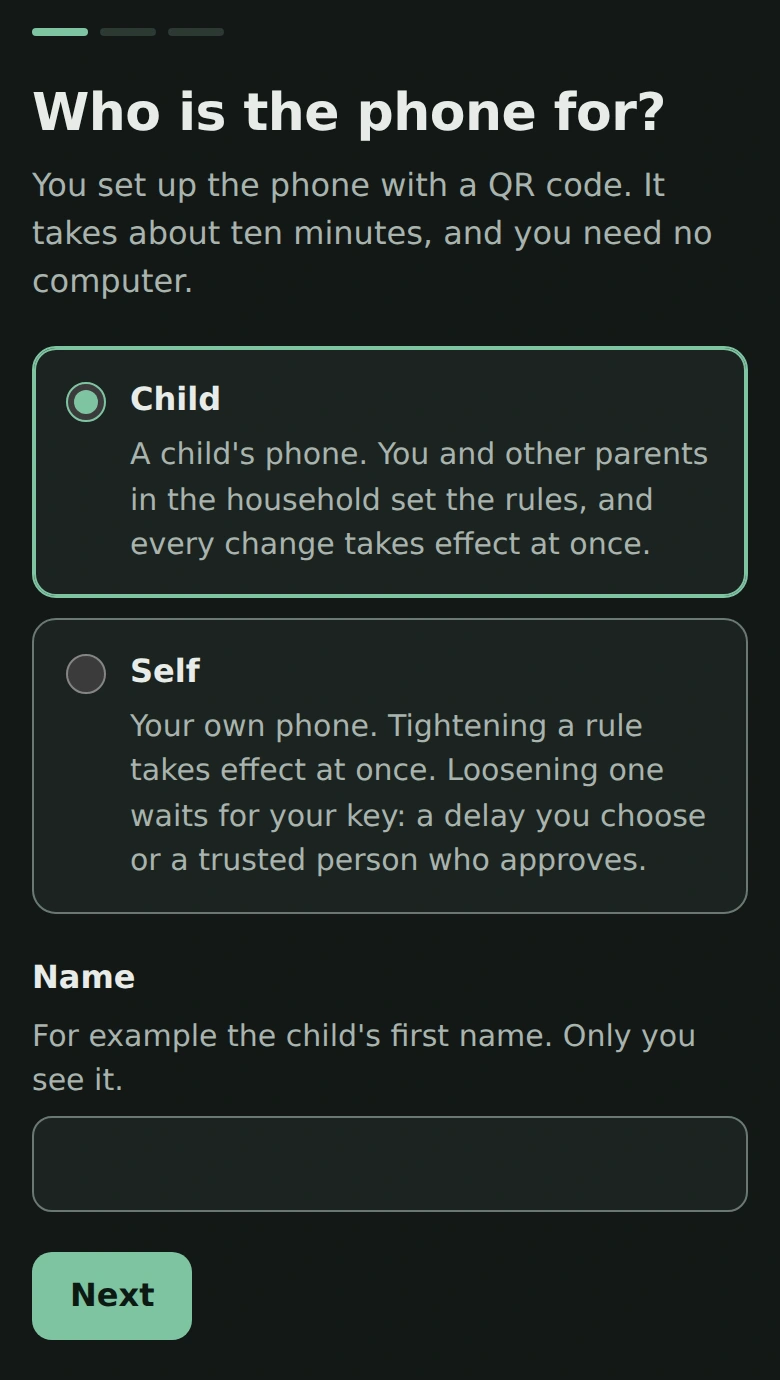 Who is the phone for?
You set up the phone with a QR code. It
takes about ten minutes, and you need no
computer.
Child
A child's phone. You and other parents
in the household set the rules, and
every change takes effect at once.
Self
Your own phone. Tightening a rule
takes effect at once. Loosening one
waits for your key: a delay you choose
or a trusted person who approves.
Name
For example the child's first name. Only you
see it.
Next